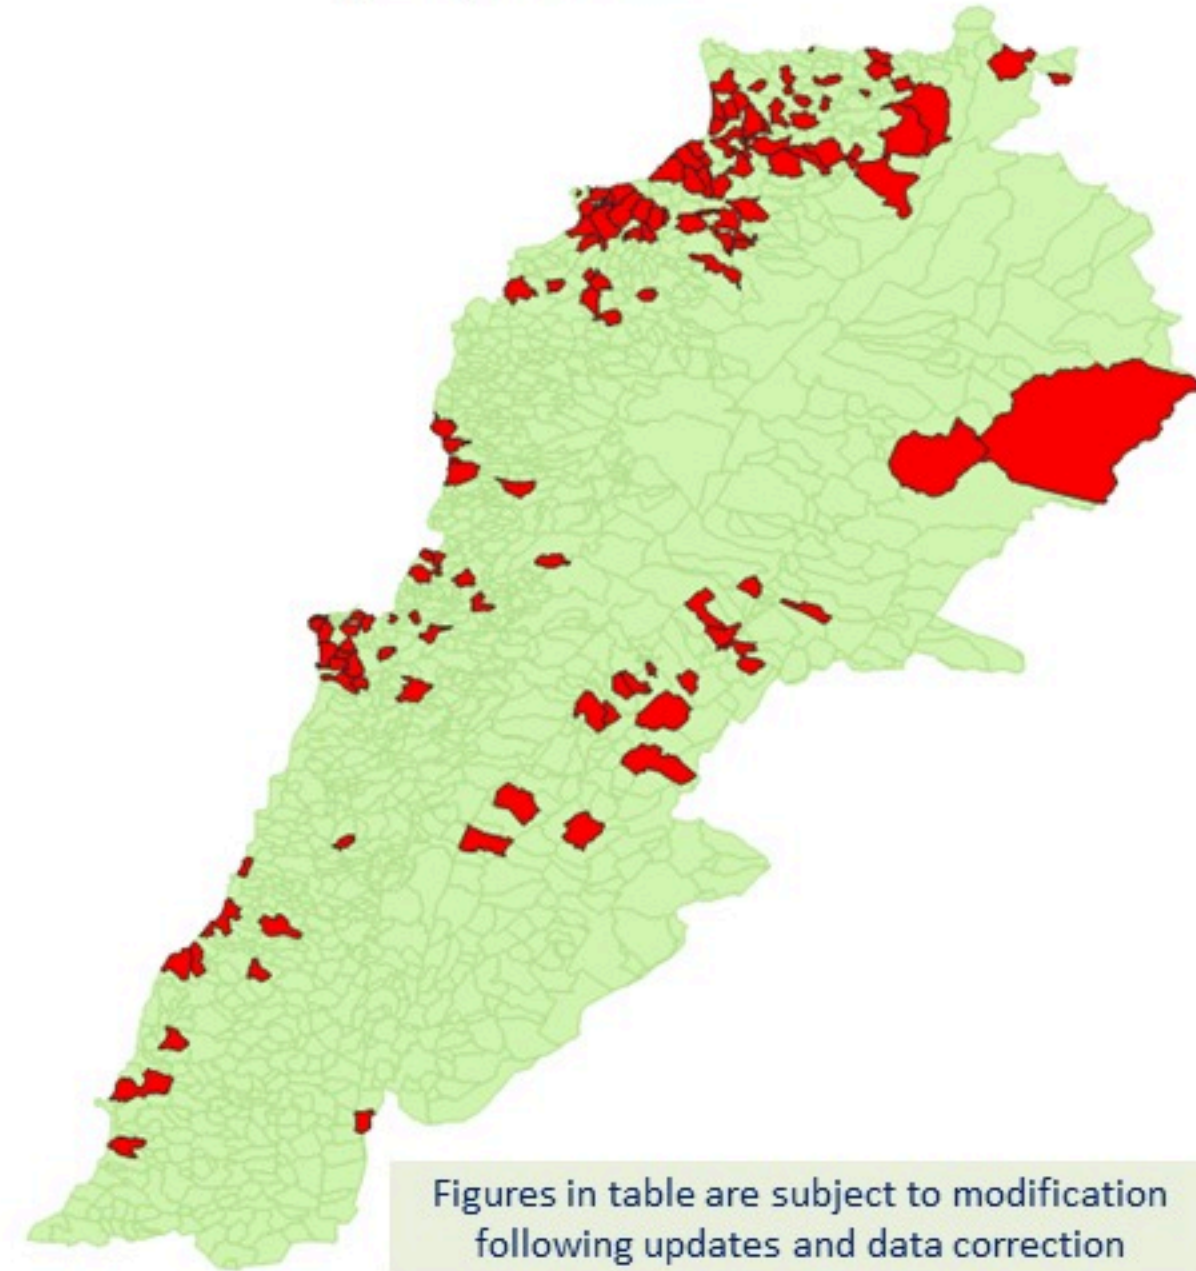 Figures in table are subject to modification
following updates and data correction